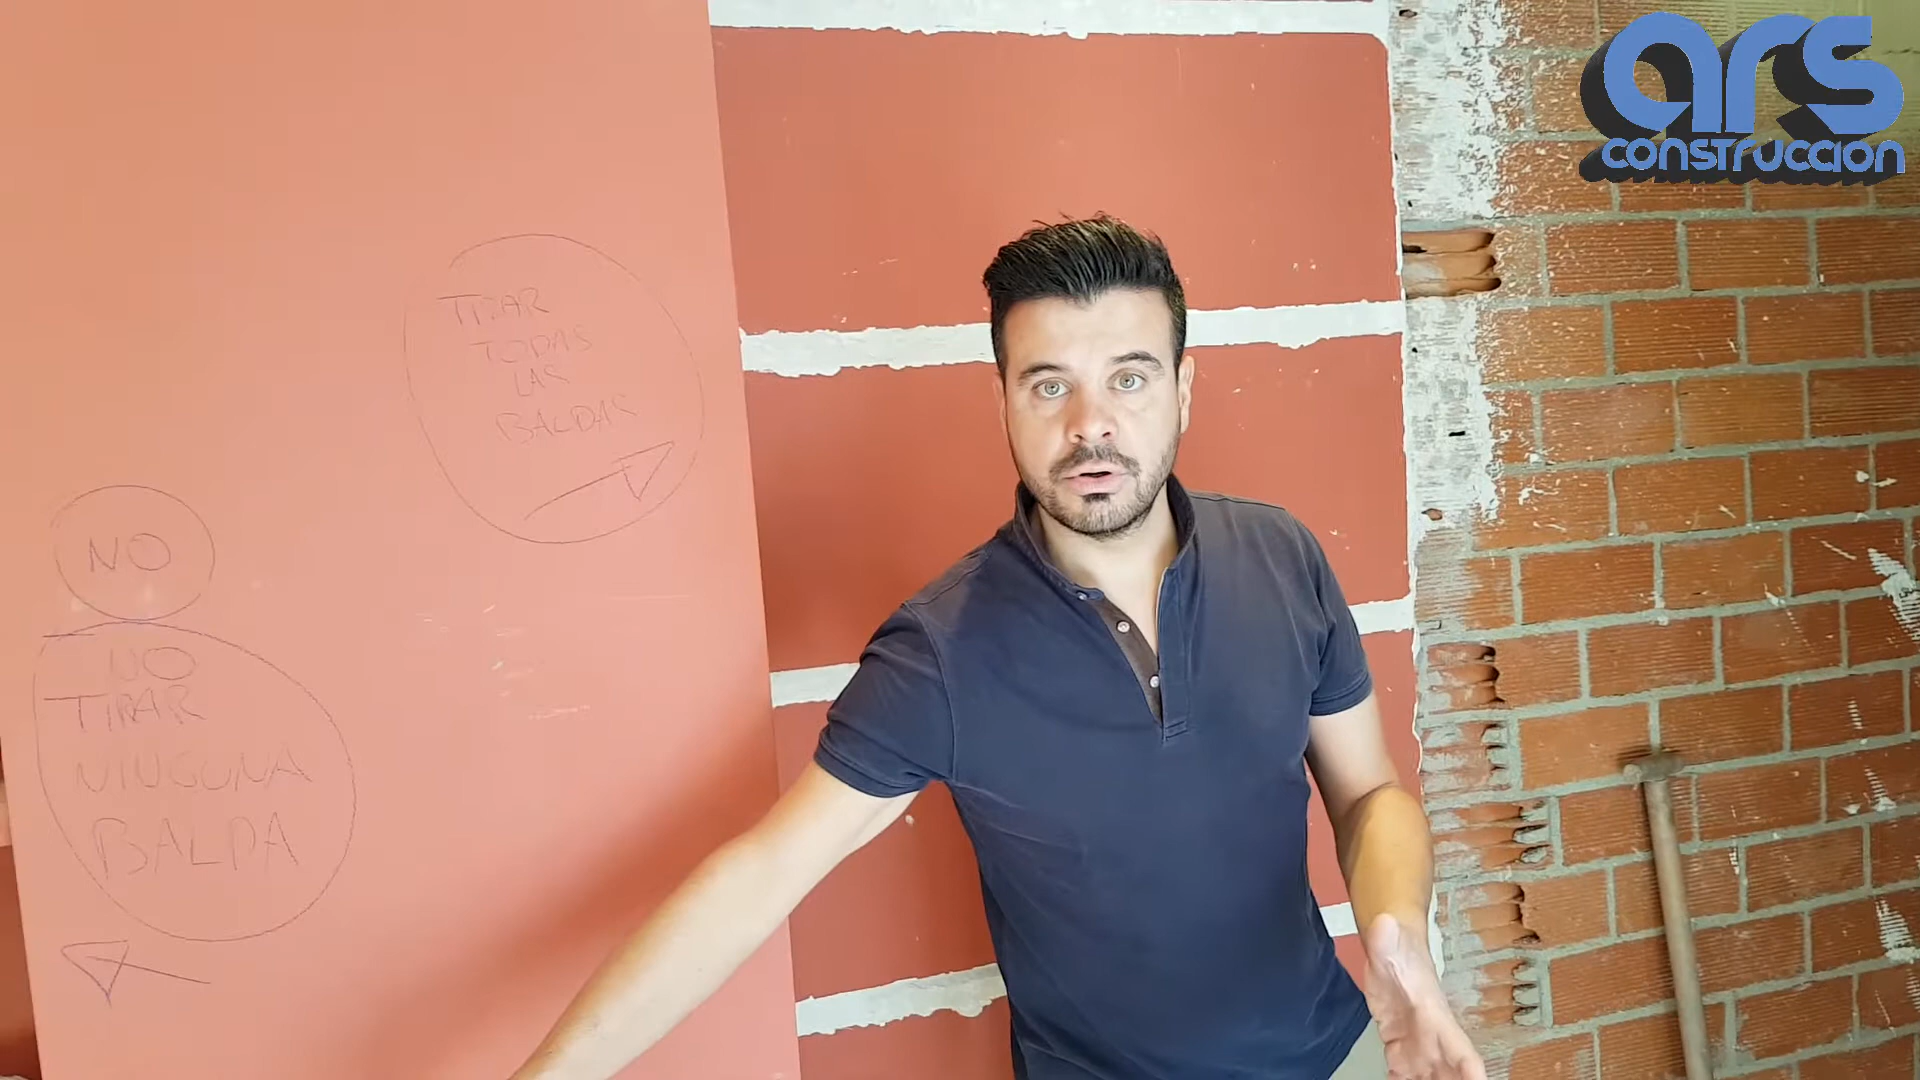 ars
construccion
TIRAR
TODAS
LAS
BALDAS
NO
NO
TIRAR
NINGUNA
BALDA